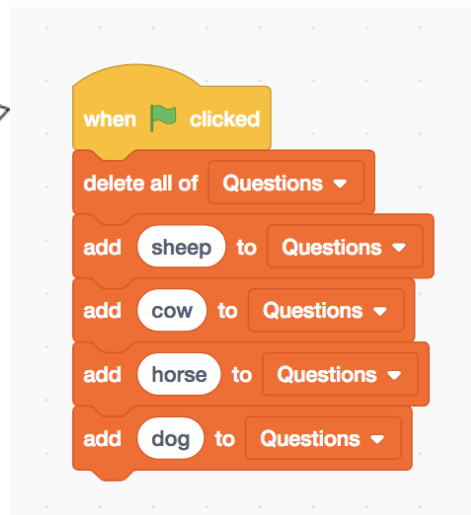 when clicked
delete all of Questions
add sheep to Questions
add cow to Questions
add horse to Questions
add dog to Questions